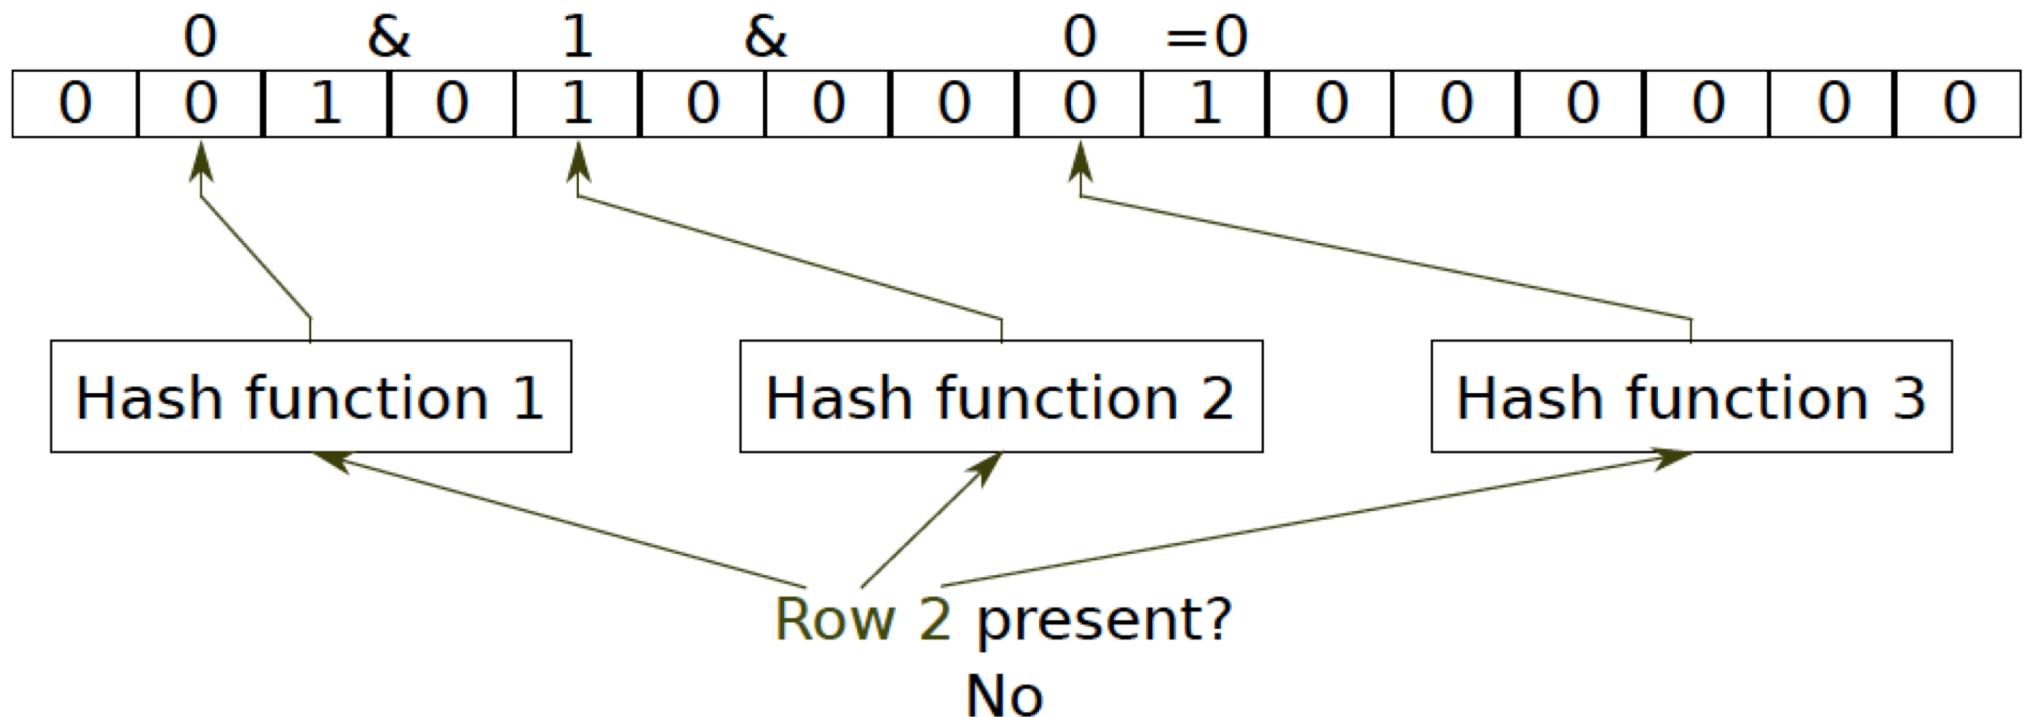 0 & 1 & 0 =0
0 0 1 0 1 0 0 0 0 1 0 0 0 0 0 0
Hash function 1 Hash function 2 Hash function 3
Row 2 present?
No